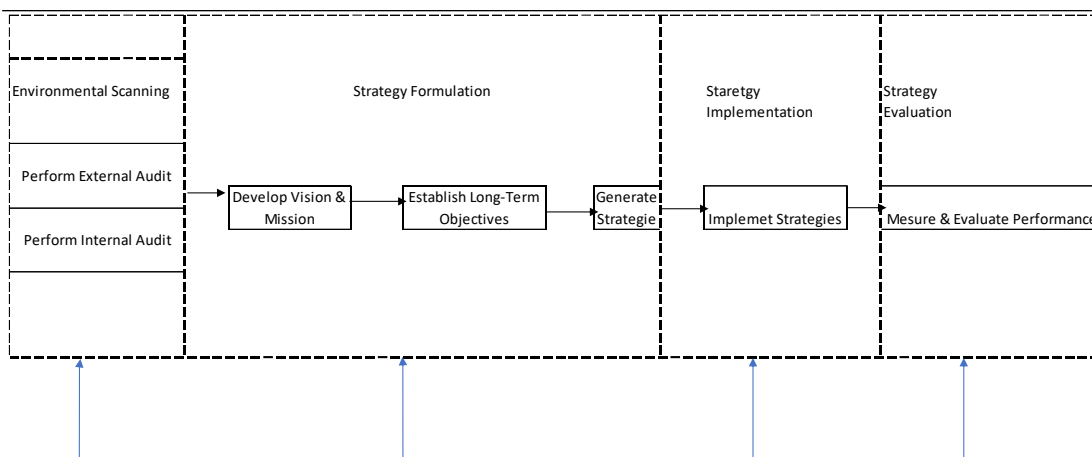 Environmental Scanning
Strategy Formulation
Staretgy
Implementation
Strategy
Evaluation
Perform External Audit
Perform Internal Audit
Develop Vision &
Mission
Establish Long-Term
Objectives
Generate
Strategie
Implemet Strategies
Mesure & Evaluate Performance